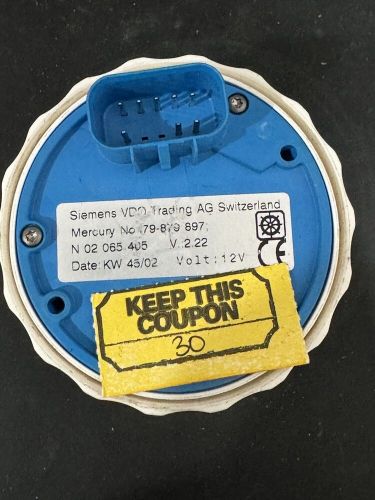 Siemens VDO Trading AG Switzerland
Mercury No 79-879 897
N 02 065 405 V 2.22
Date: KW 45/02 Volt: 12V
CE
KEEP THIS
COUPON
30